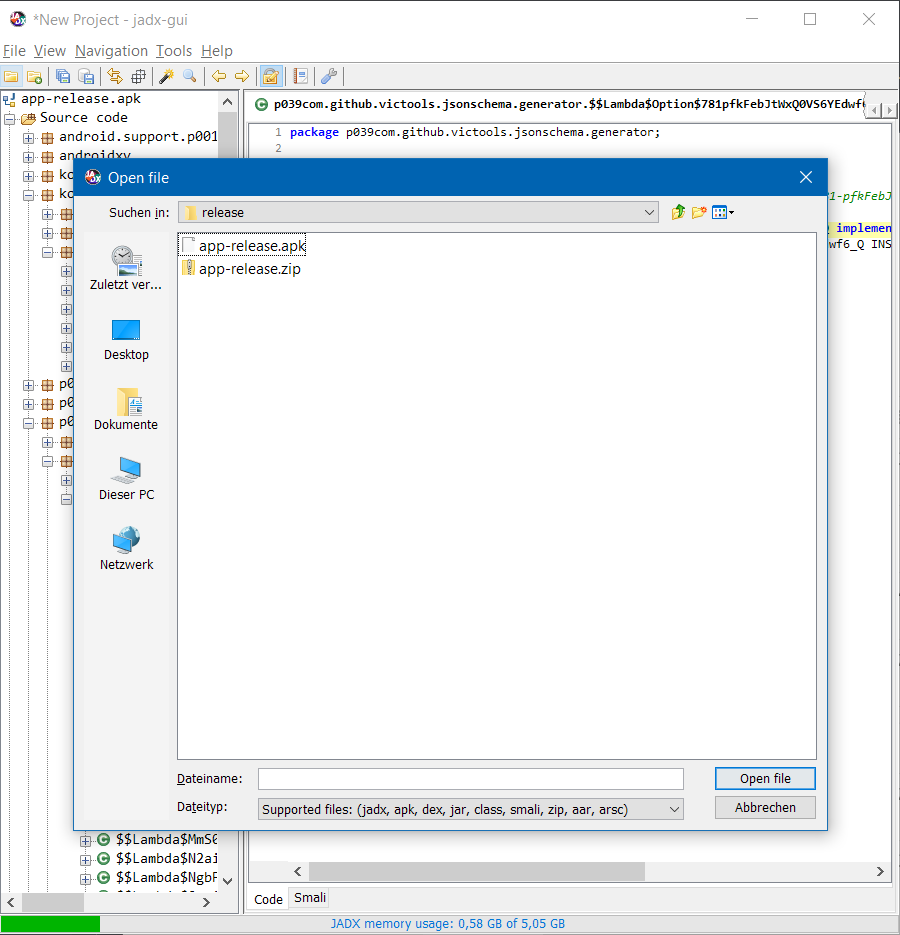 *New Project - jadx-gui
File View Navigation Tools Help
app-release.apk
Source code
android.support.p001
androidxv
p039com.github.victools.jsonschema.generator.$$Lambda$Option$781pfkFebJtWxQ0VS6YEdwf
1 package p039com.github.victools.jsonschema.generator;
2
Open file
Suchen in:
release
app-release.apk
app-release.zip
Zuletzt ver...
Desktop
Dokumente
Dieser PC
Netzwerk
Dateiname:
Open file
Dateityp:
Supported files: (jadx, apk, dex, jar, class, smali, zip, aar, arsc)
Abbrechen
ko
ko
p0
p0
p0
1-pfkFebJ
implemen
wf6_Q INS
$$Lambda$MmS
$$Lambda$N2ai
$$Lambda$Ngb
Code Smali
JADX memory usage: 0,58 GB of 5,05 GB